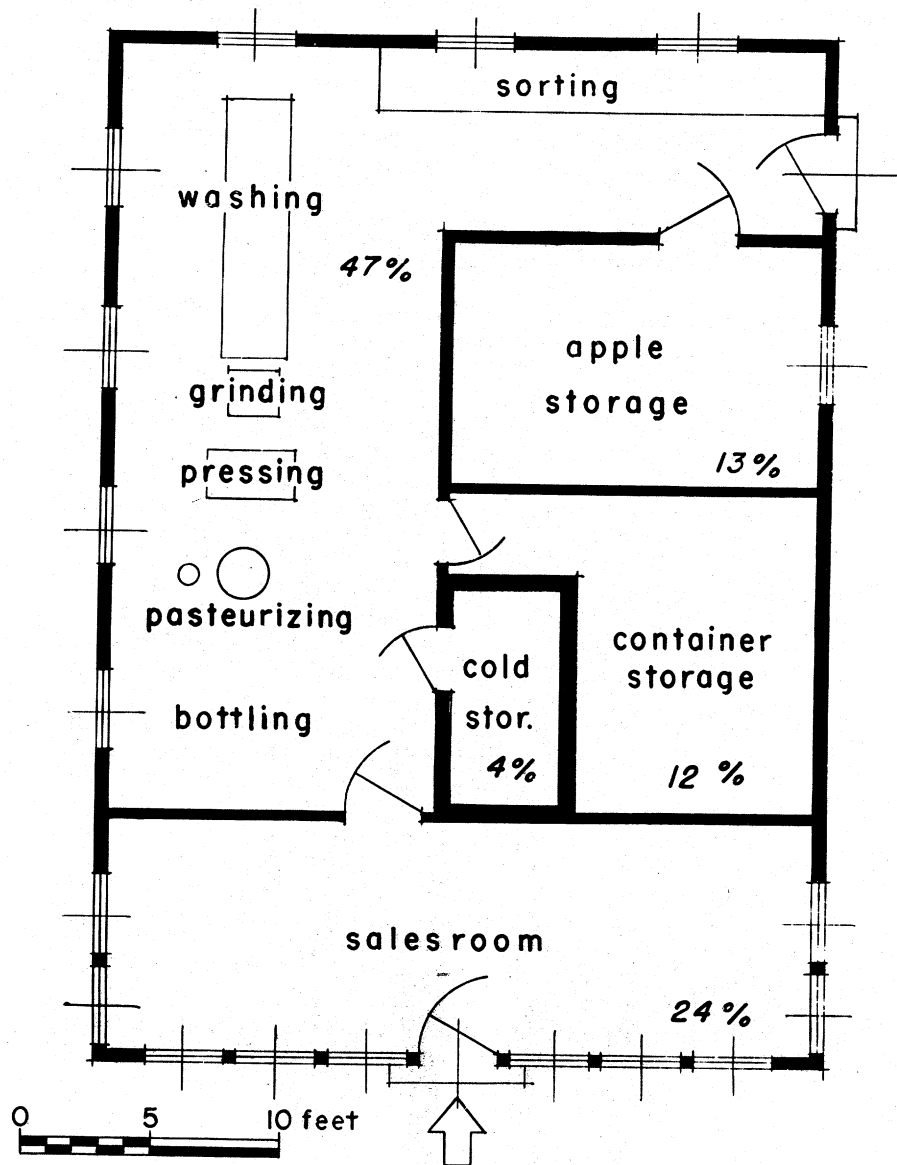 sorting
washing
47%
apple
grinding
storage
pressing
13%
pasteurizing
container
cold
storage
bottling
stor.
4%
12 %
salesroom
24%
0 5 10 feet